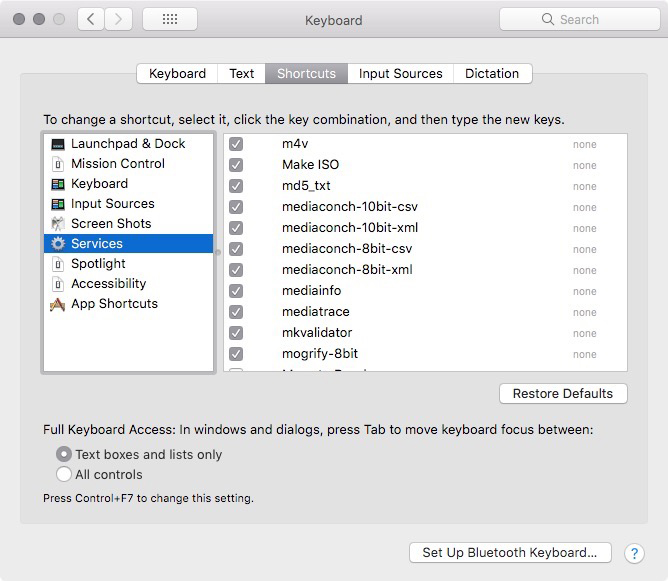 Keyboard
Search
Keyboard Text Shortcuts Input Sources Dictation
To change a shortcut, select it, click the key combination, and then type the new keys.
Launchpad & Dock
Mission Control
Keyboard
Input Sources
Screen Shots
Services
Spotlight
Accessibility
App Shortcuts
m4v none
Make ISO none
md5_txt none
mediaconch-10bit-csv none
mediaconch-10bit-xml none
mediaconch-8bit-csv none
mediaconch-8bit-xml none
mediainfo none
mediatrace none
mkvalidator none
mogrify-8bit none
Restore Defaults
Full Keyboard Access: In windows and dialogs, press Tab to move keyboard focus between:
Text boxes and lists only
All controls
Press Control+F7 to change this setting.
Set Up Bluetooth Keyboard... ?